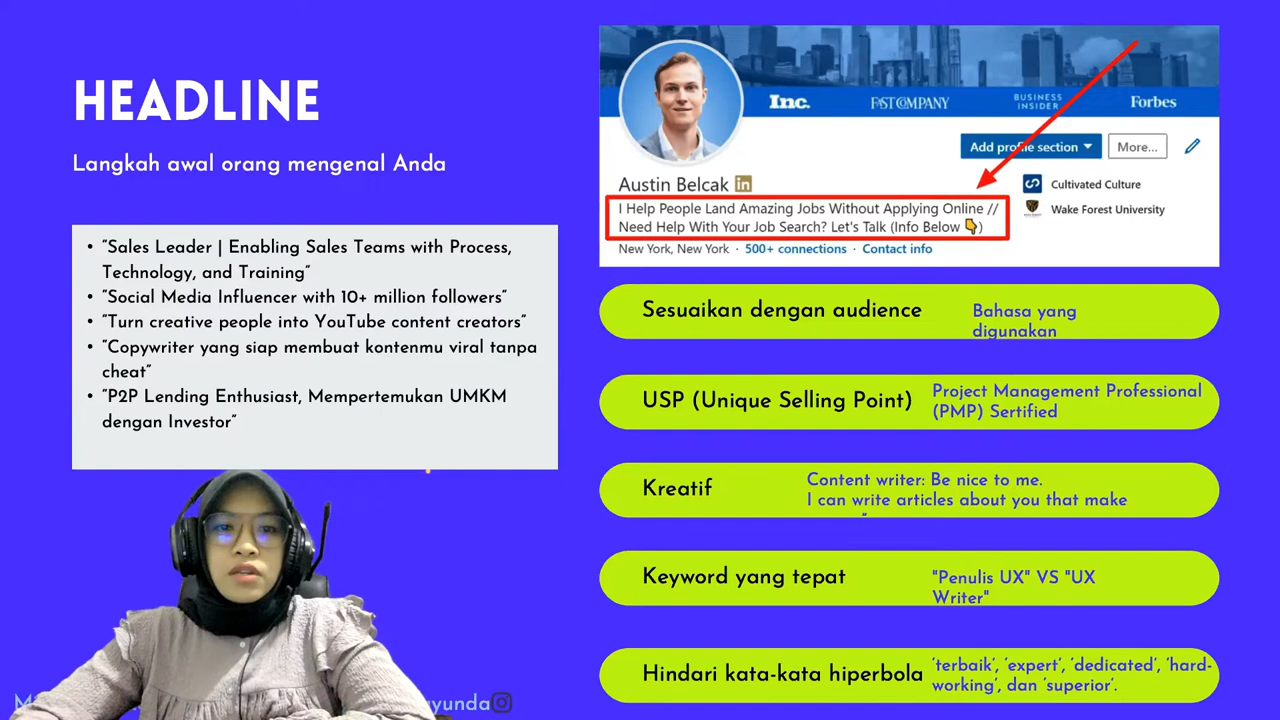 HEADLINE
Langkah awal orang mengenal Anda
• "Sales Leader | Enabling Sales Teams with Process,
Technology, and Training"
• "Social Media Influencer with 10+ million followers"
• "Turn creative people into YouTube content creators"
• "Copywriter yang siap membuat kontenmu viral tanpa
cheat"
• "P2P Lending Enthusiast, Mempertemukan UMKM
dengan Investor"
Inc.
FAST COMPANY
BUSINESS
INSIDER
Forbes
Add profile section
More...
Austin Belcak in
I Help People Land Amazing Jobs Without Applying Online //
Need Help With Your Job Search? Let's Talk (Info Below 👇)
New York, New York · 500+ connections · Contact info
Cultivated Culture
Wake Forest University
Sesuaikan dengan audience
Bahasa yang
digunakan
USP (Unique Selling Point)
Project Management Professional
(PMP) Sertified
Kreatif
Content writer: Be nice to me.
I can write articles about you that make
Keyword yang tepat
"Penulis UX" VS "UX
Writer"
Hindari kata-kata hiperbola
'terbaik', 'expert', 'dedicated', 'hard-
working', dan 'superior'.